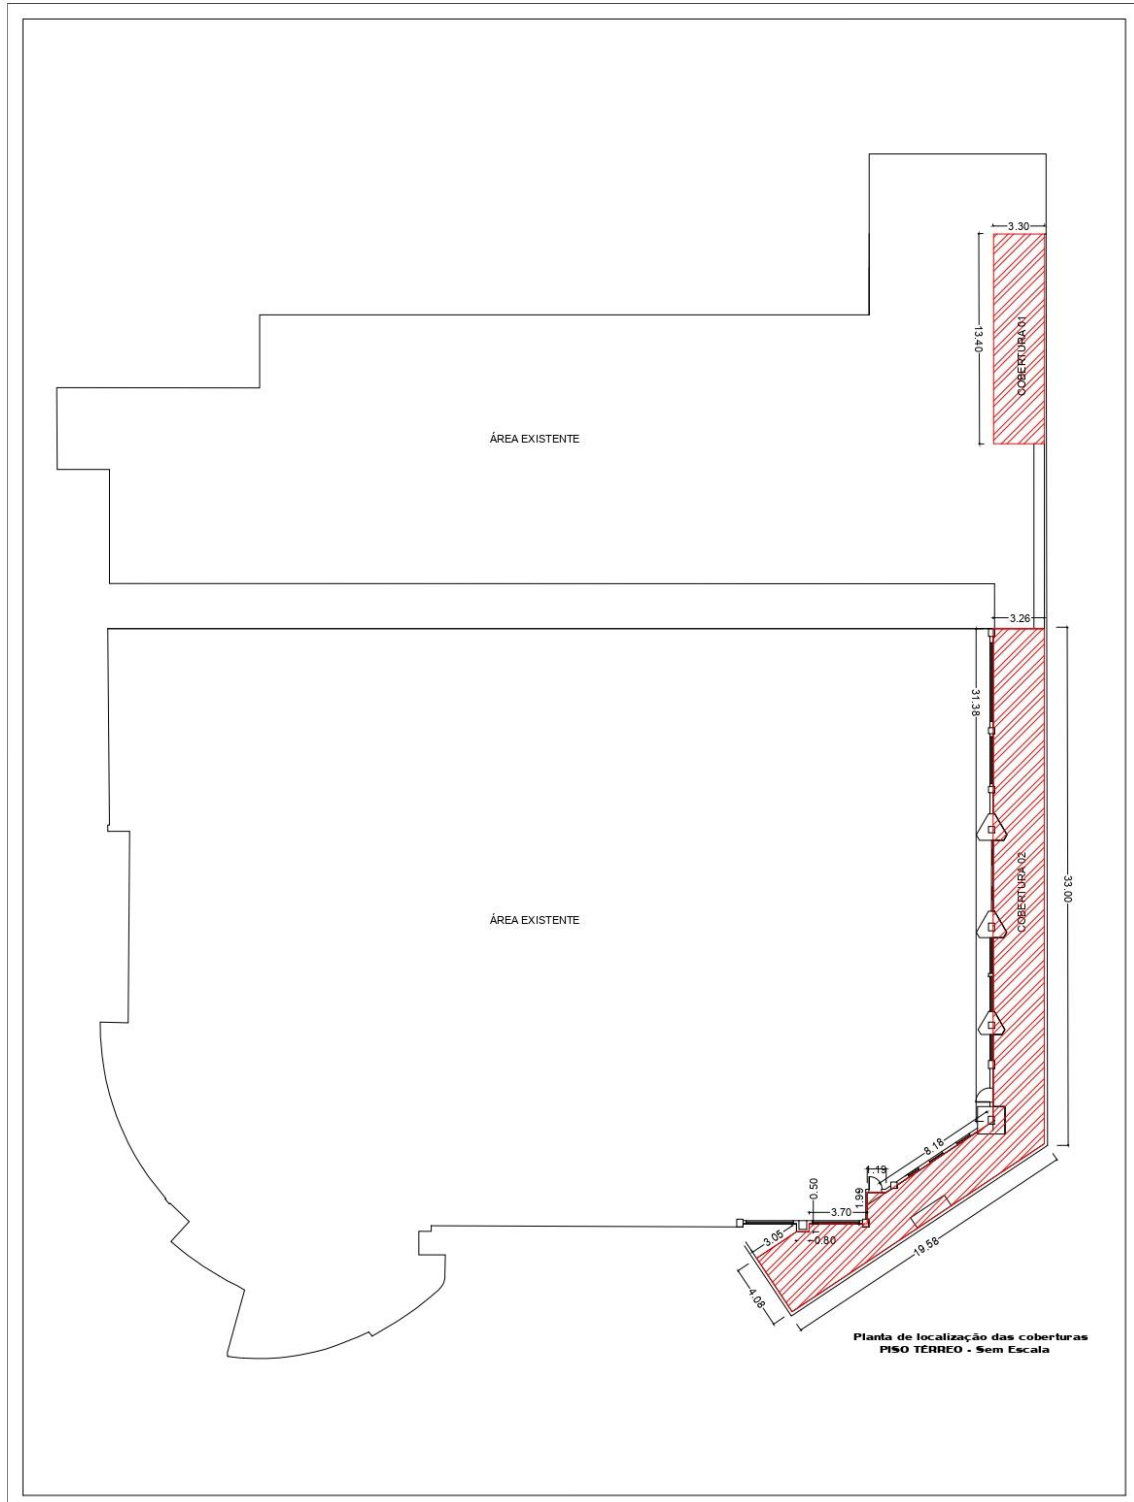 3.30
13.40
COBERTURA 01
ÁREA EXISTENTE
3.26
31.38
COBERTURA 02
33.00
ÁREA EXISTENTE
8.18
1.19
0.50
1.99
3.70
3.05
0.80
19.58
4.08
Planta de localização das coberturas
PISO TÉRREO - Sem Escala